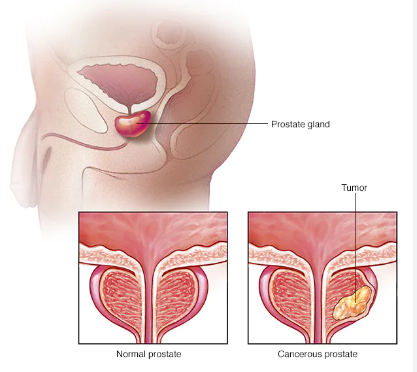 Prostate gland
Tumor
Normal prostate
Cancerous prostate